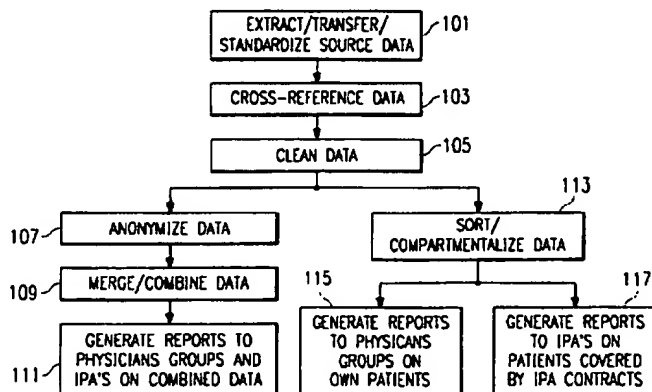 EXTRACT/TRANSFER/
STANDARDIZE SOURCE DATA
101
CROSS-REFERENCE DATA
103
CLEAN DATA
105
107
ANONYMIZE DATA
113
SORT/
COMPARTMENTALIZE DATA
109
MERGE/COMBINE DATA
115
117
111
GENERATE REPORTS TO
PHYSICIANS GROUPS AND
IPA'S ON COMBINED DATA
GENERATE REPORTS
TO PHYSICANS
GROUPS ON
OWN PATIENTS
GENERATE REPORTS
TO IPA'S ON
PATIENTS COVERED
BY IPA CONTRACTS